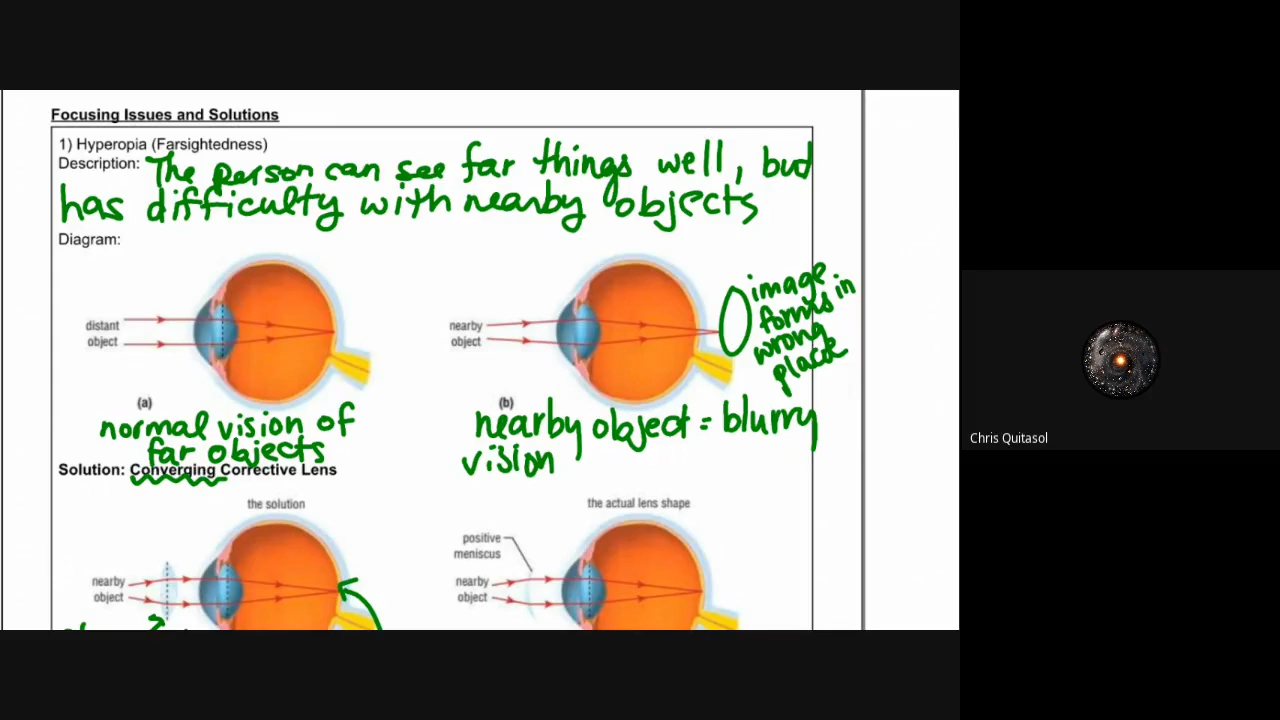 Focusing Issues and Solutions
1) Hyperopia (Farsightedness)
Description: The person can see far things well, but
has difficulty with nearby objects
Diagram:
distant
object
nearby
object
image
forms in
wrong
place
(a)
(b)
normal vision of
far objects
nearby object = blurry
vision
Solution: Converging Corrective Lens
the solution
the actual lens shape
positive
meniscus
nearby
object
nearby
object
Chris Quitasol